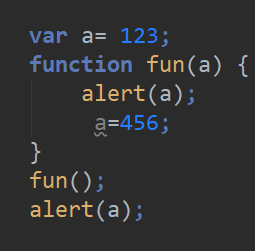 var a= 123;
function fun(a) {
    alert(a);
     a=456;
}
fun();
alert(a);